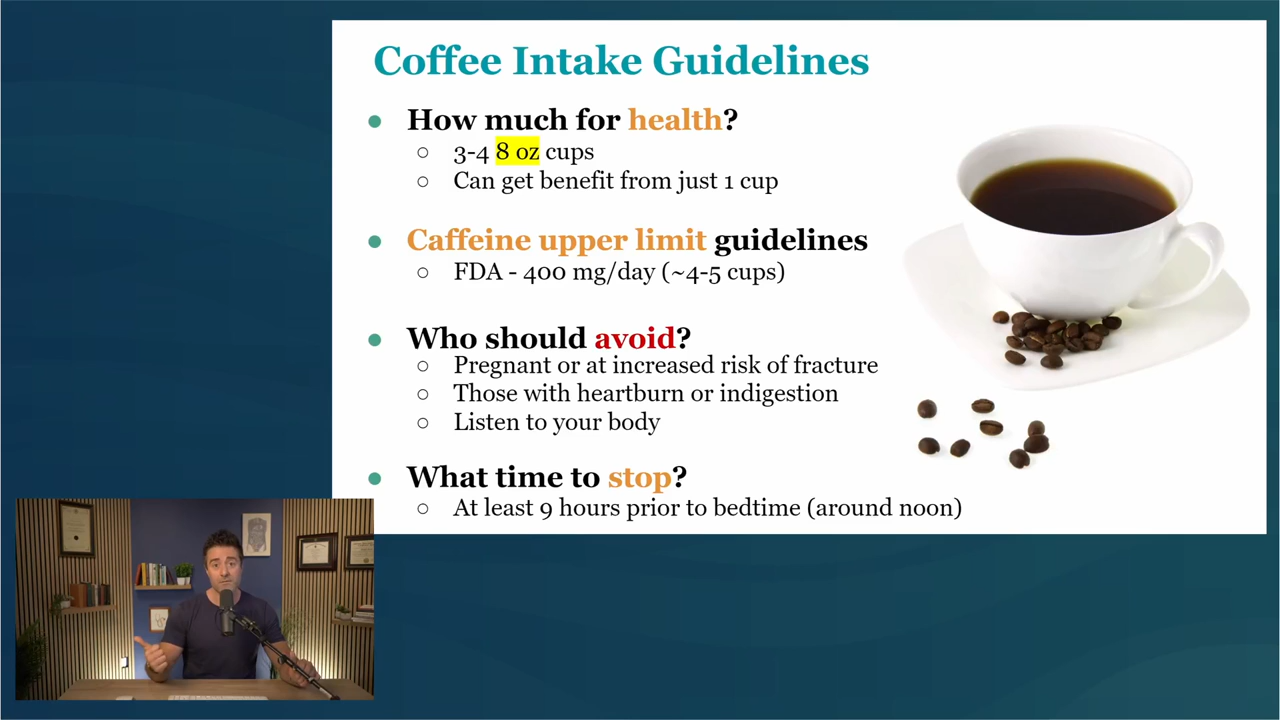 Coffee Intake Guidelines
● How much for health?
○ 3-4 8 oz cups
○ Can get benefit from just 1 cup
● Caffeine upper limit guidelines
○ FDA - 400 mg/day (~4-5 cups)
● Who should avoid?
○ Pregnant or at increased risk of fracture
○ Those with heartburn or indigestion
○ Listen to your body
● What time to stop?
○ At least 9 hours prior to bedtime (around noon)